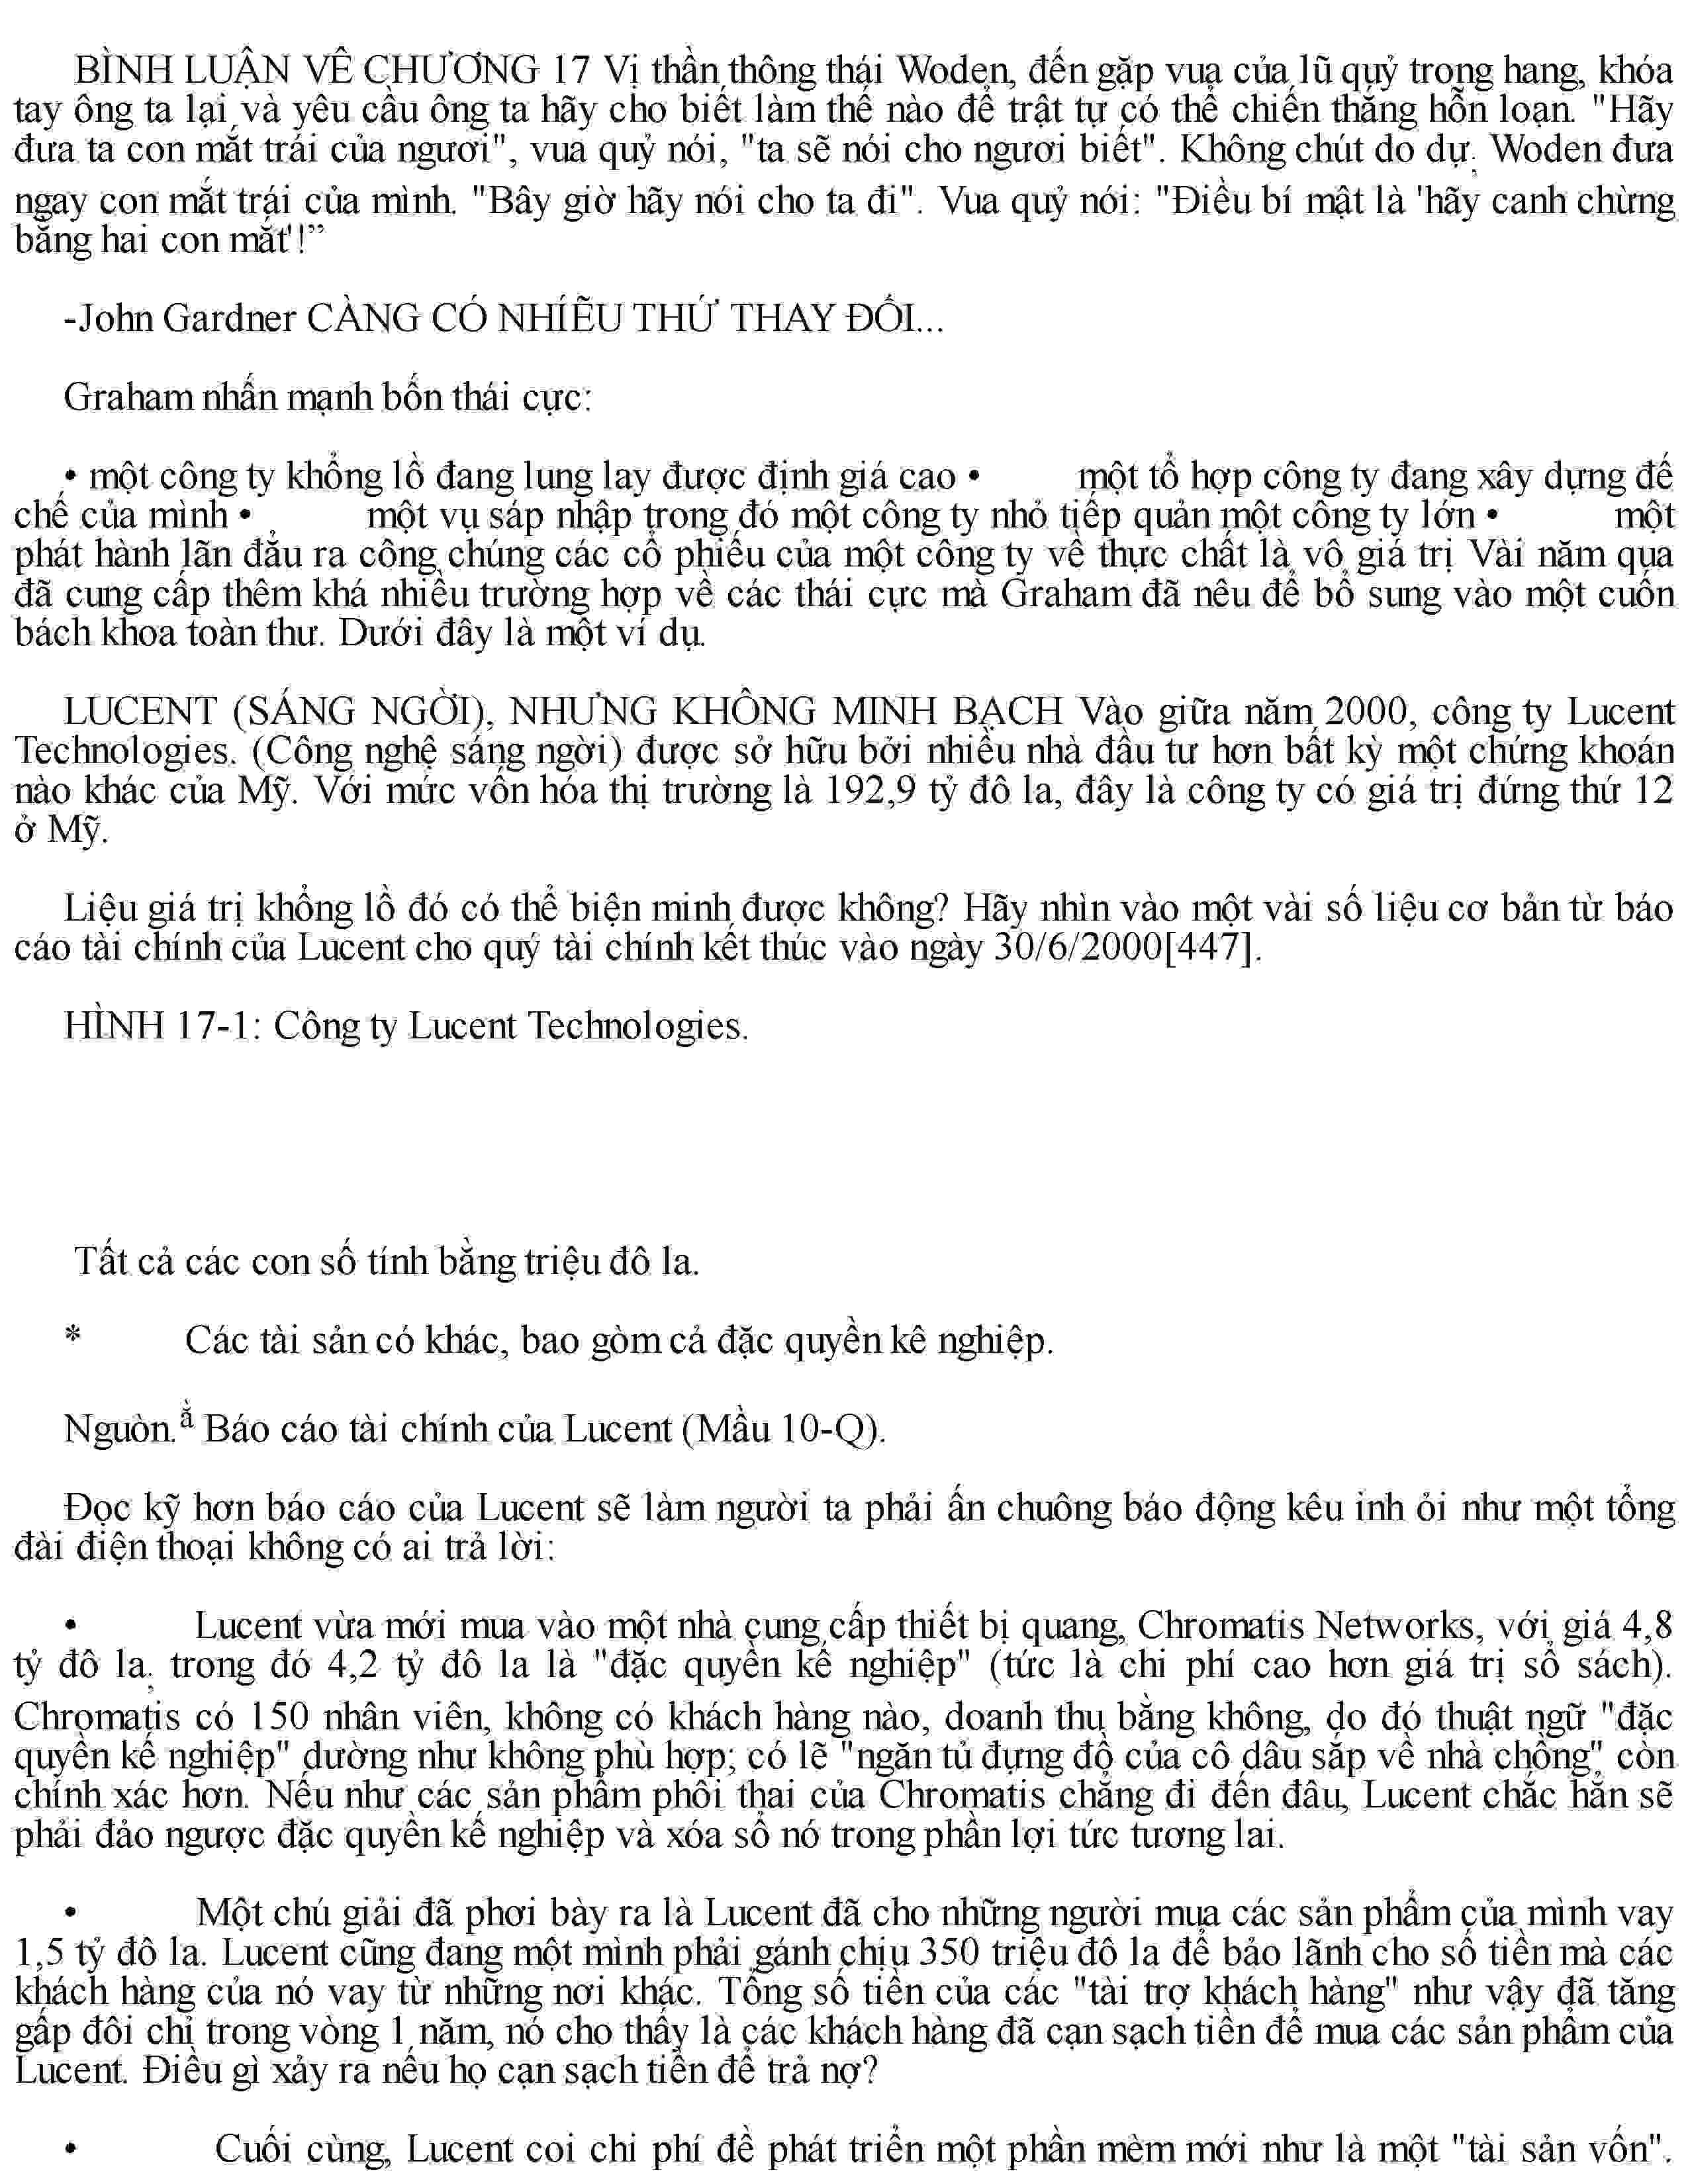 BÌNH LUẬN VÊ CHƯƠNG 17 Vị thần thông thái Woden, đến gặp vua của lũ quỷ trong hang, khóa
tay ông ta lại và yêu cầu ông ta hãy cho biết làm thế nào để trật tự có thể chiến thắng hỗn loạn. "Hãy
đưa ta con mắt trái của ngươi", vua quỷ nói, "ta sẽ nói cho ngươi biết". Không chút do dự; Woden đưa
ngay con mắt trái của mình. "Bây giờ hãy nói cho ta đi". Vua quỷ nói: "Điều bí mật là 'hãy canh chừng
bằng hai con mắt'!”
-John Gardner CÀNG CÓ NHÍẼU THỨ THAY ĐỔI...
Graham nhấn mạnh bốn thái cực:
• một công ty khổng lồ đang lung lay được định giá cao • một tổ hợp công ty đang xây dựng đế
chế của mình • một vụ sáp nhập trong đó một công ty nhỏ tiếp quản một công ty lớn • một
phát hành lãn đẩu ra công chúng các cổ phiếu của một công ty về thực chất là vô giá trị Vài năm qua
đã cung cấp thêm khá nhiều trường hợp về các thái cực mà Graham đã nêu để bổ sung vào một cuốn
bách khoa toàn thư. Dưới đây là một ví dụ.
LUCENT (SÁNG NGỜI), NHƯNG KHÔNG MINH BẠCH Vào giữa năm 2000, công ty Lucent
Technologies. (Công nghệ sáng ngời) được sở hữu bởi nhiều nhà đầu tư hơn bất kỳ một chứng khoán
nào khác của Mỹ. Với mức vốn hóa thị trường là 192,9 tỷ đô la, đây là công ty có giá trị đứng thứ 12
ở Mỹ.
Liệu giá trị khổng lồ đó có thể biện minh được không? Hãy nhìn vào một vài số liệu cơ bản từ báo
cáo tài chính của Lucent cho quý tài chính kết thúc vào ngày 30/6/2000[447].
HÌNH 17-1: Công ty Lucent Technologies.
Tất cả các con số tính bằng triệu đô la.
* Các tài sản có khác, bao gòm cả đặc quyền kê nghiệp.
Nguòn.ẳ Báo cáo tài chính của Lucent (Mầu 10-Q).
Đọc kỹ hơn báo cáo của Lucent sẽ làm người ta phải ấn chuông báo động kêu inh ỏi như một tổng
đài điện thoại không có ai trả lời:
• Lucent vừa mới mua vào một nhà cung cấp thiết bị quang, Chromatis Networks, với giá 4,8
tỷ đô la; trong đó 4,2 tỷ đô la là "đặc quyền kế nghiệp" (tức là chi phí cao hơn giá trị sổ sách).
Chromatis có 150 nhân viên, không có khách hàng nào, doanh thu bằng không, do đó thuật ngữ "đặc
quyền kế nghiệp" dường như không phù hợp; có lẽ "ngăn tủ đựng đồ của cô dâu sắp về nhà chồng" còn
chính xác hơn. Nếu như các sản phẩm phôi thai của Chromatis chẳng đi đến đâu, Lucent chắc hẳn sẽ
phải đảo ngược đặc quyền kế nghiệp và xóa sổ nó trong phần lợi tức tương lai.
• Một chú giải đã phơi bày ra là Lucent đã cho những người mua các sản phẩm của mình vay
1,5 tỷ đô la. Lucent cũng đang một mình phải gánh chịu 350 triệu đô la để bảo lãnh cho số tiền mà các
khách hàng của nó vay từ những nơi khác. Tổng số tiền của các "tài trợ khách hàng" như vậy đã tăng
gấp đôi chỉ trong vòng 1 năm, nó cho thấy là các khách hàng đã cạn sạch tiền để mua các sản phẩm của
Lucent. Điều gì xảy ra nếu họ cạn sạch tiền để trả nợ?
• Cuối cùng, Lucent coi chi phí đề phát triển một phần mèm mới như là một "tài sản vốn".